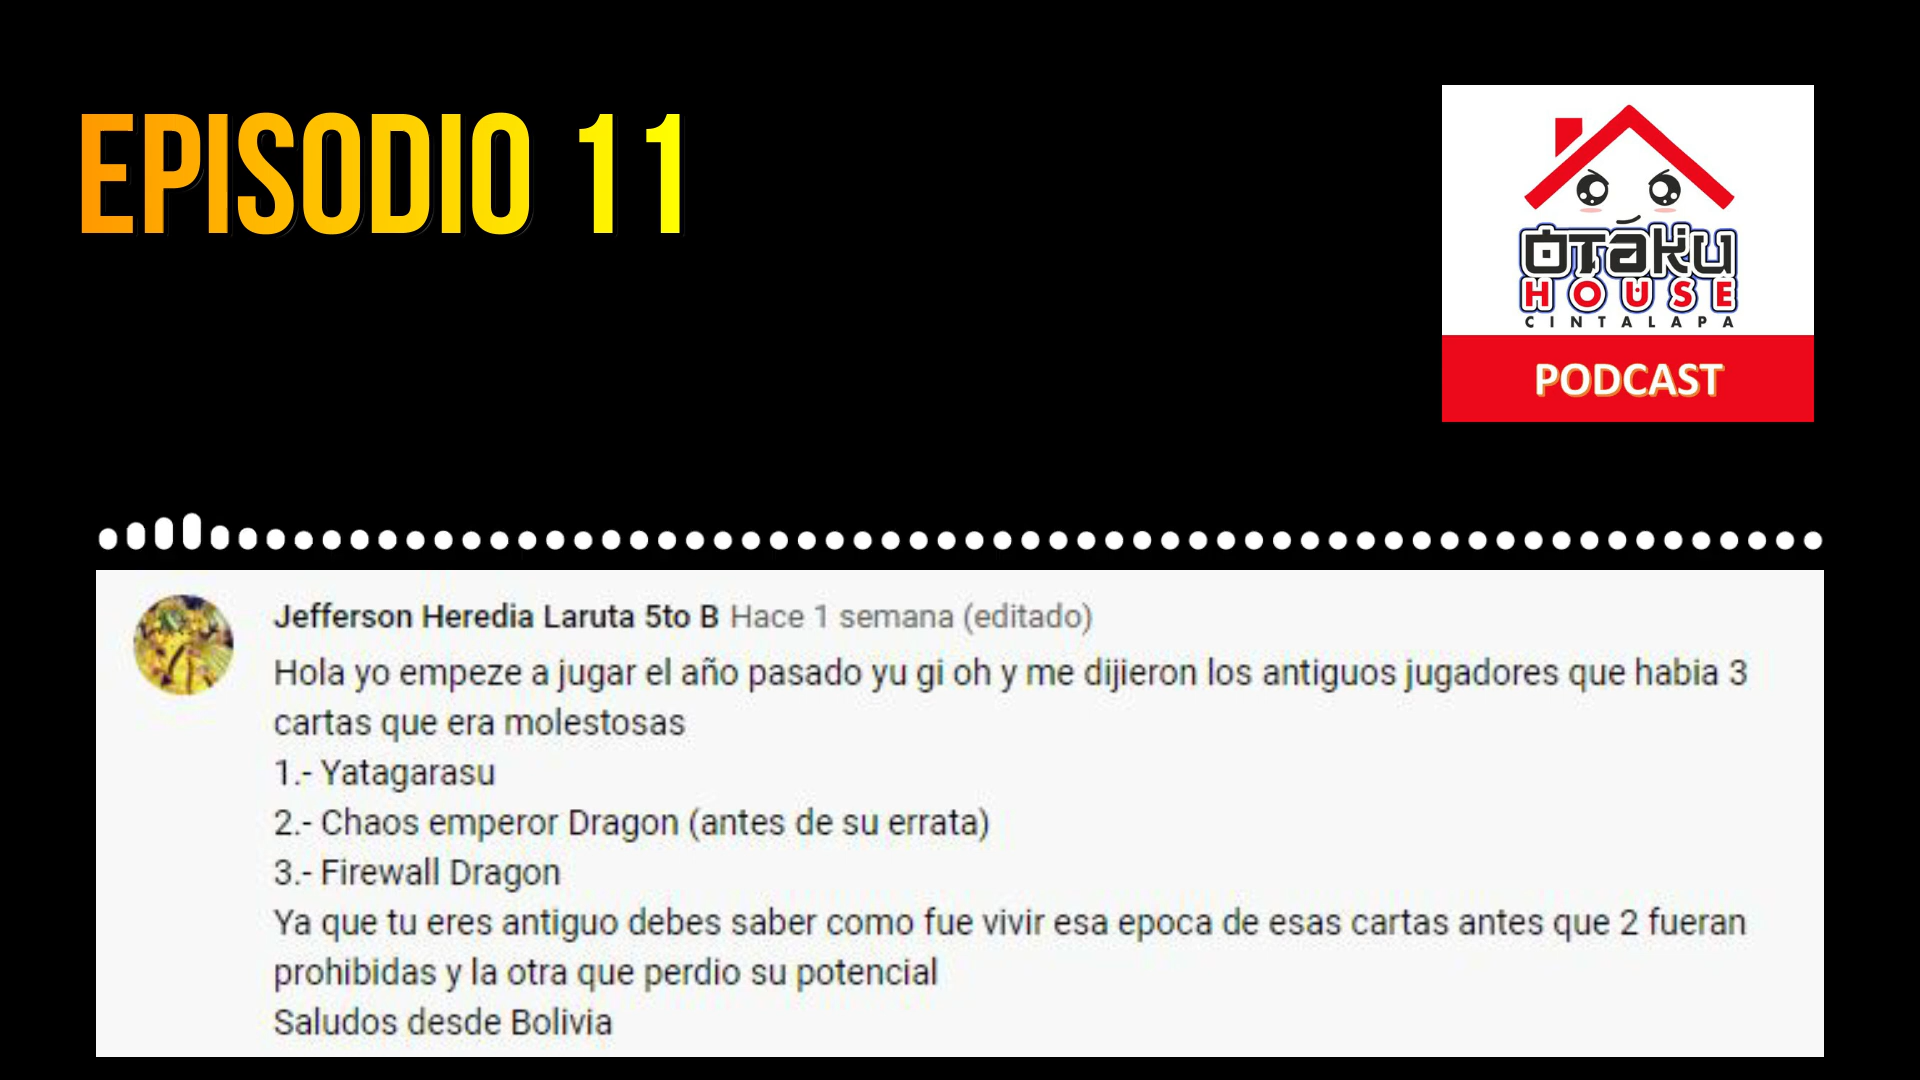 EPISODIO 11
OTAKU
HOUSE
CINTALAPA
PODCAST
Jefferson Heredia Laruta 5to B Hace 1 semana (editado)
Hola yo empeze a jugar el año pasado yu gi oh y me dijieron los antiguos jugadores que habia 3
cartas que era molestosas
1.- Yatagarasu
2.- Chaos emperor Dragon (antes de su errata)
3.- Firewall Dragon
Ya que tu eres antiguo debes saber como fue vivir esa epoca de esas cartas antes que 2 fueran
prohibidas y la otra que perdio su potencial
Saludos desde Bolivia